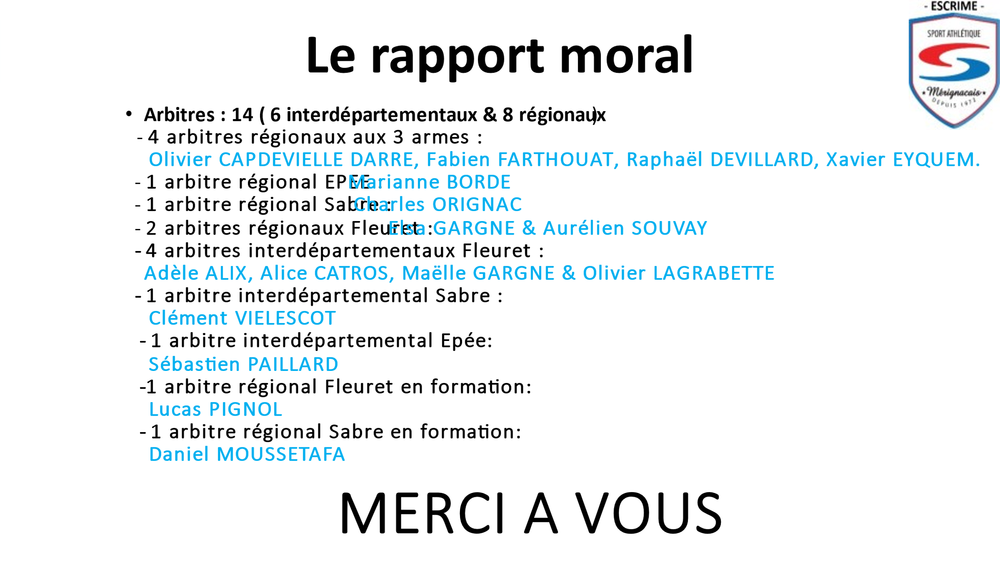 - ESCRIME -
SPORT ATHLÉTIQUE
Mérignacais
DEPUIS 1972
Le rapport moral
• Arbitres : 14 ( 6 interdépartementaux & 8 régionaux)
- 4 arbitres régionaux aux 3 armes :
Olivier CAPDEVIELLE DARRE, Fabien FARTHOUAT, Raphaël DEVILLARD, Xavier EYQUEM.
- 1 arbitre régional EPEE : Marianne BORDE
- 1 arbitre régional Sabre : Charles ORIGNAC
- 2 arbitres régionaux Fleuret : Elsa GARGNE & Aurélien SOUVAY
- 4 arbitres interdépartementaux Fleuret :
Adèle ALIX, Alice CATROS, Maëlle GARGNE & Olivier LAGRABETTE
- 1 arbitre interdépartemental Sabre :
Clément VIELESCOT
- 1 arbitre interdépartemental Epée:
Sébastien PAILLARD
-1 arbitre régional Fleuret en formation:
Lucas PIGNOL
- 1 arbitre régional Sabre en formation:
Daniel MOUSSETAFA
MERCI A VOUS